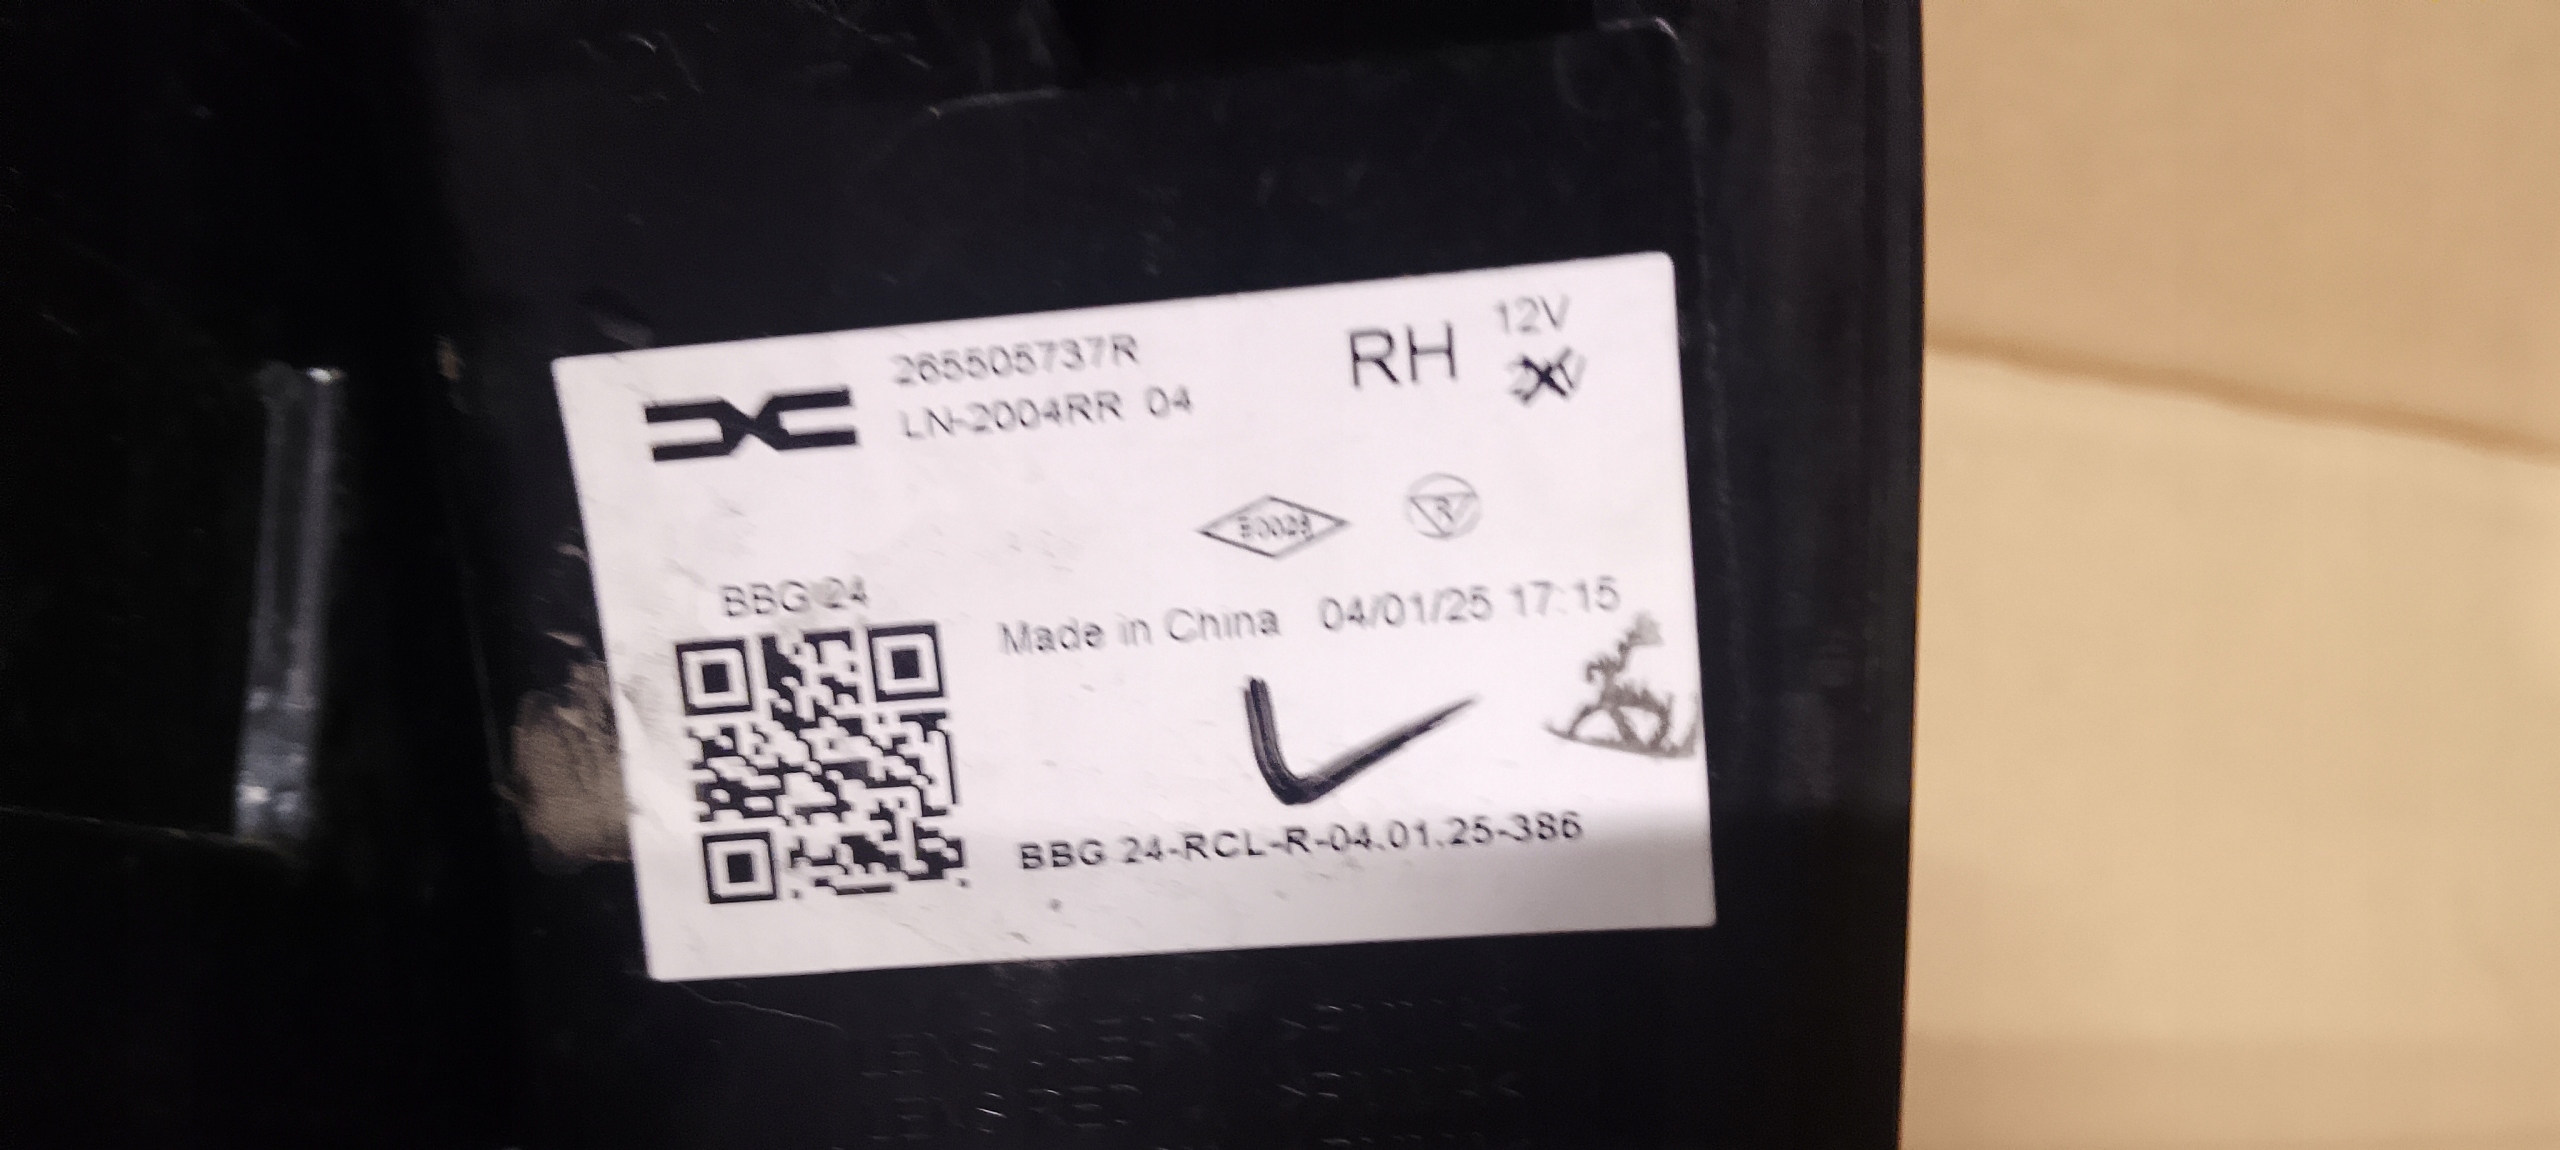 265505737R
LN-2004RR 04
RH
12V
E0028
R
BBG 24
Made in China 04/01/25 17:15
BBG 24-RCL-R-04.01.25-386